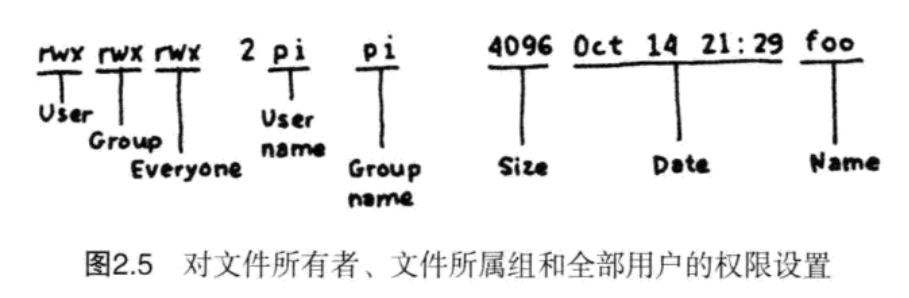 rwx rwx rwx 2 pi pi 4096 Oct 14 21:29 foo
User
Group
Everyone
User
name
Group
name
Size
Date
Name
图2.5 对文件所有者、文件所属组和全部用户的权限设置